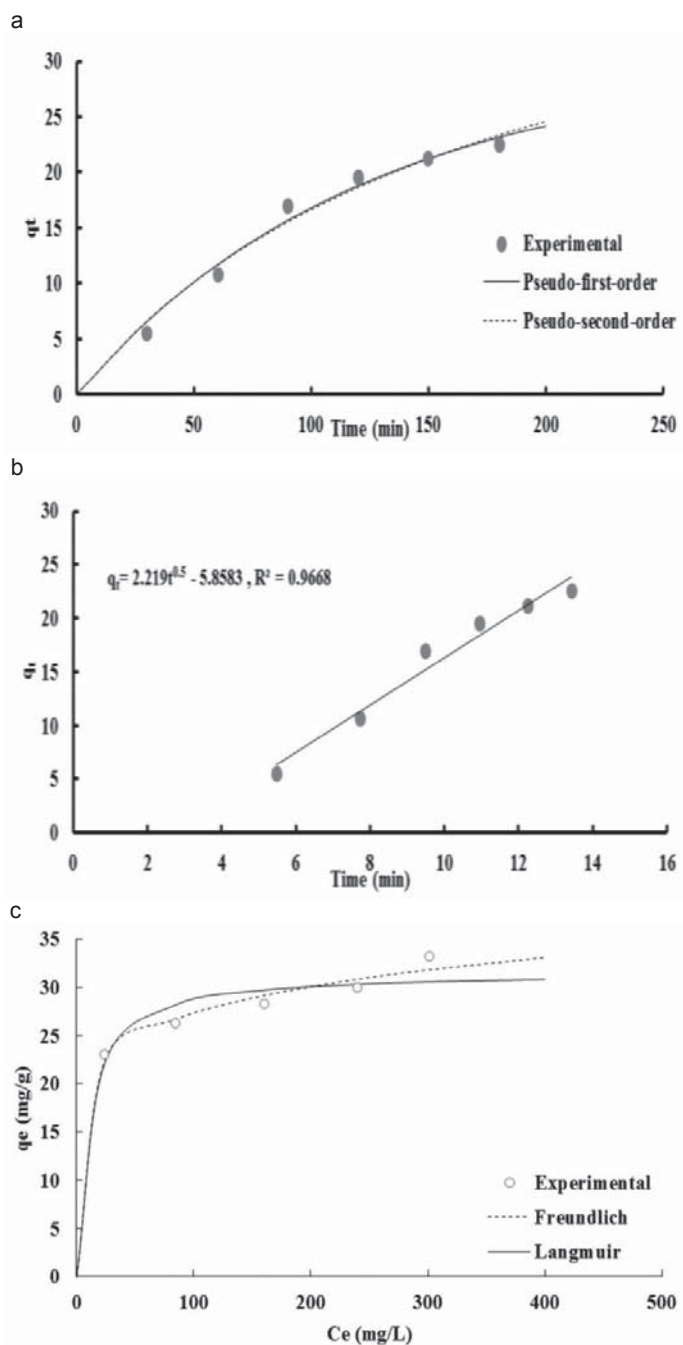 a
30
25
20
15
10
5
0
qt
0 50 100 150 200 250
Time (min)
Experimental
Pseudo-first-order
Pseudo-second-order
b
30
25
20
15
10
5
0
qt
qt= 2.219t^0.5 - 5.8583 , R² = 0.9668
0 2 4 6 8 10 12 14 16
Time (min)
c
35
30
25
20
15
10
5
0
qe (mg/g)
0 100 200 300 400 500
Ce (mg/L)
Experimental
Freundlich
Langmuir